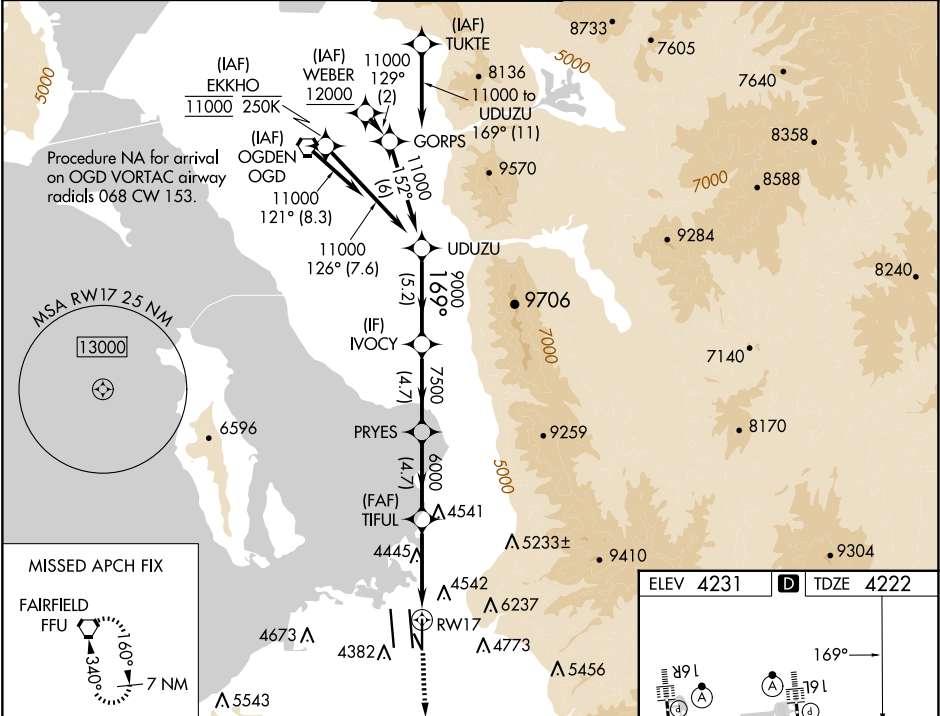 (IAF)
TUKTE
8733
7605
5000
5000
8136
7640
(IAF)
WEBER
12000
11000
129°
(2)
(IAF)
EKKHO
11000 250K
11000 to
UDUZU
169° (11)
GORPS
8358
(IAF)
OGDEN
OGD
Procedure NA for arrival
on OGD VORTAC airway
radials 068 CW 153.
9570
7000
8588
11000
152°
(6)
11000
121° (8.3)
11000
126° (7.6)
UDUZU
9284
8240
9000
169°
(5.2)
9706
7000
MSA RW17 25 NM
13000
(IF)
IVOCY
7140
7500
(4.7)
6596
PRYES
9259
8170
6000
(4.7)
5000
(FAF)
TIFUL
4541
4445
5233±
9410
9304
4542
6237
RW17
4673
4382
4773
5456
5543
MISSED APCH FIX
FAIRFIELD
FFU
160°
340°
7 NM
ELEV 4231 D TDZE 4222
169°
16R
A
A
16L
P
P